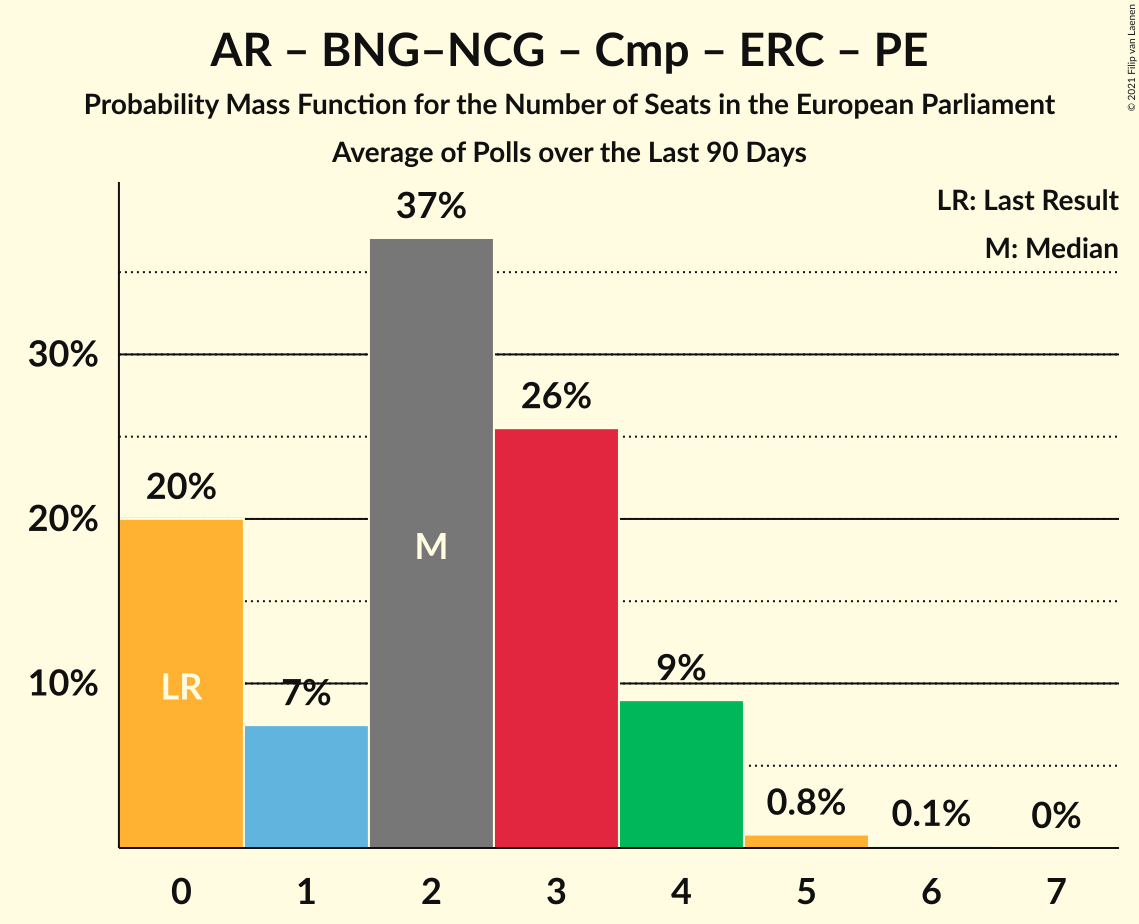 AR – BNG–NCG – Cmp – ERC – PE
Probability Mass Function for the Number of Seats in the European Parliament
Average of Polls over the Last 90 Days
© 2021 Filip van Laenen
LR: Last Result
M: Median
37%
30%
26%
20%
20%
M
10%
LR
7%
9%
0.8%
0.1%
0%
0 1 2 3 4 5 6 7